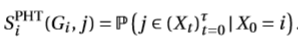 S_i^{PHT}(G_i, j) = ℙ(j ∈ (X_t)_{t=0}^τ | X_0 = i).